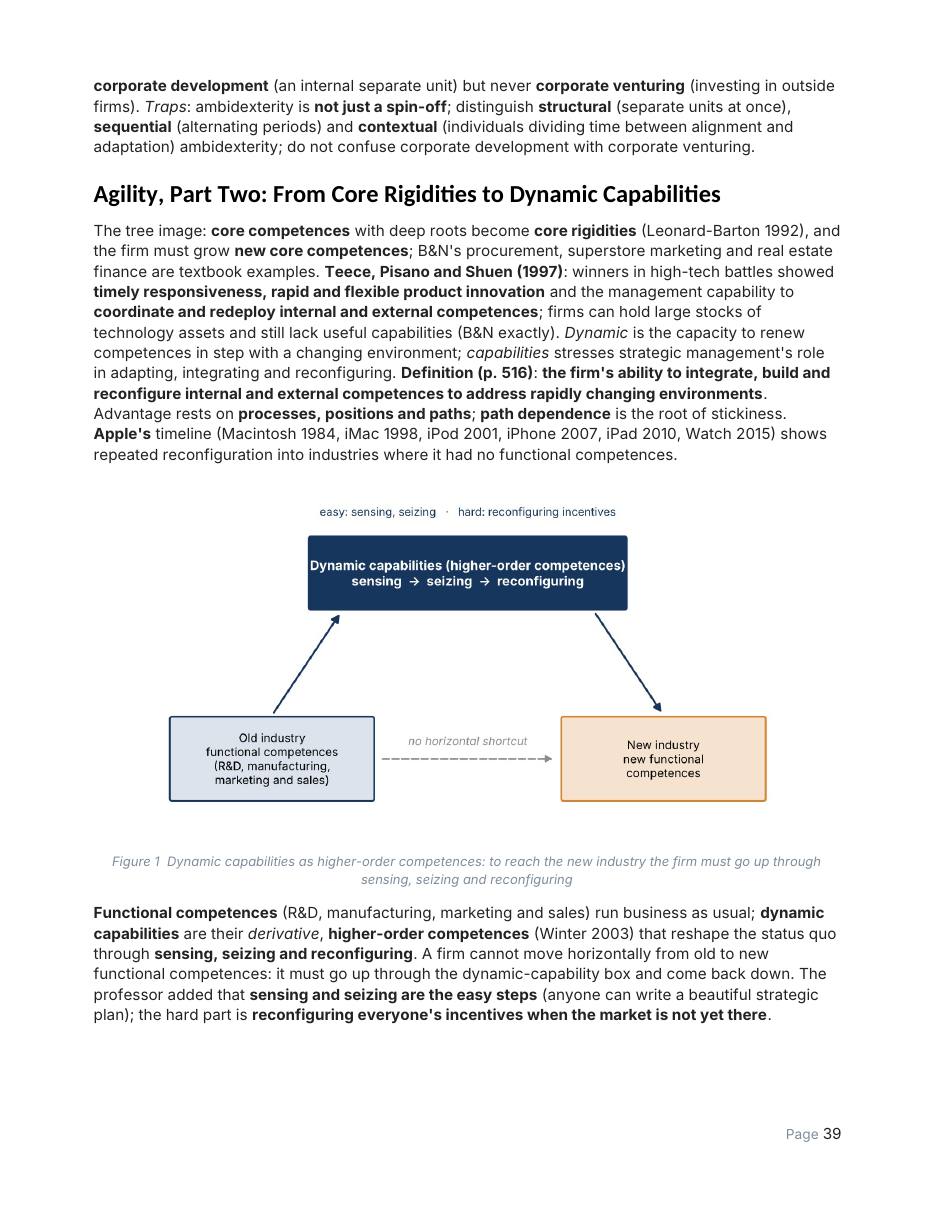 corporate development (an internal separate unit) but never corporate venturing (investing in outside
firms). Traps: ambidexterity is not just a spin-off; distinguish structural (separate units at once),
sequential (alternating periods) and contextual (individuals dividing time between alignment and
adaptation) ambidexterity; do not confuse corporate development with corporate venturing.
Agility, Part Two: From Core Rigidities to Dynamic Capabilities
The tree image: core competences with deep roots become core rigidities (Leonard-Barton 1992), and
the firm must grow new core competences; B&N's procurement, superstore marketing and real estate
finance are textbook examples. Teece, Pisano and Shuen (1997): winners in high-tech battles showed
timely responsiveness, rapid and flexible product innovation and the management capability to
coordinate and redeploy internal and external competences; firms can hold large stocks of
technology assets and still lack useful capabilities (B&N exactly). Dynamic is the capacity to renew
competences in step with a changing environment; capabilities stresses strategic management's role
in adapting, integrating and reconfiguring. Definition (p. 516): the firm's ability to integrate, build and
reconfigure internal and external competences to address rapidly changing environments.
Advantage rests on processes, positions and paths; path dependence is the root of stickiness.
Apple's timeline (Macintosh 1984, iMac 1998, iPod 2001, iPhone 2007, iPad 2010, Watch 2015) shows
repeated reconfiguration into industries where it had no functional competences.
easy: sensing, seizing · hard: reconfiguring incentives
Dynamic capabilities (higher-order competences)
sensing → seizing → reconfiguring
Old industry
functional competences
(R&D, manufacturing,
marketing and sales)
no horizontal shortcut
New industry
new functional
competences
Figure 1 Dynamic capabilities as higher-order competences: to reach the new industry the firm must go up through
sensing, seizing and reconfiguring
Functional competences (R&D, manufacturing, marketing and sales) run business as usual; dynamic
capabilities are their derivative, higher-order competences (Winter 2003) that reshape the status quo
through sensing, seizing and reconfiguring. A firm cannot move horizontally from old to new
functional competences: it must go up through the dynamic-capability box and come back down. The
professor added that sensing and seizing are the easy steps (anyone can write a beautiful strategic
plan); the hard part is reconfiguring everyone's incentives when the market is not yet there.
Page 39